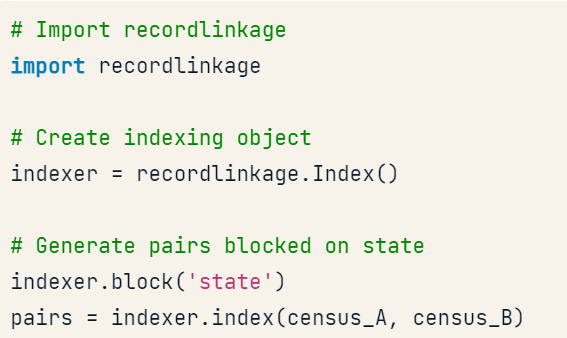 # Import recordlinkage
import recordlinkage
# Create indexing object
indexer = recordlinkage.Index()
# Generate pairs blocked on state
indexer.block('state')
pairs = indexer.index(census_A, census_B)